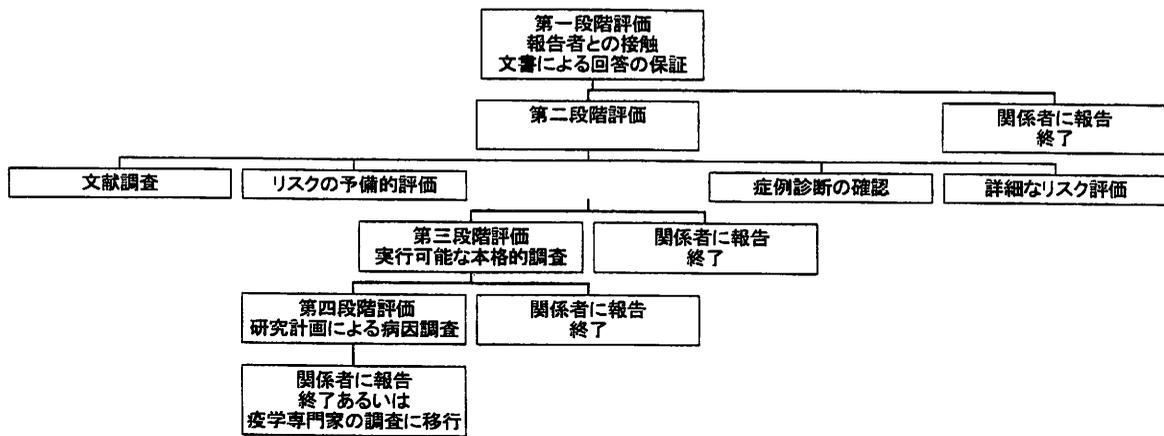 第一段階評価
報告者との接触
文書による回答の保証
第二段階評価
関係者に報告
終了
文献調査
リスクの予備的評価
症例診断の確認
詳細なリスク評価
第三段階評価
実行可能な本格的調査
関係者に報告
終了
第四段階評価
研究計画による病因調査
関係者に報告
終了
関係者に報告
終了あるいは
疫学専門家の調査に移行